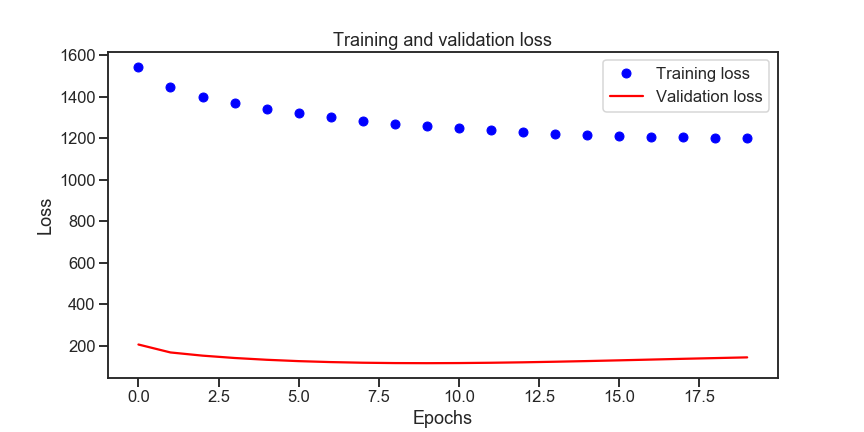 Training and validation loss
Training loss
Validation loss
1600
1400
1200
1000
800
600
400
200
Loss
0.0 2.5 5.0 7.5 10.0 12.5 15.0 17.5
Epochs